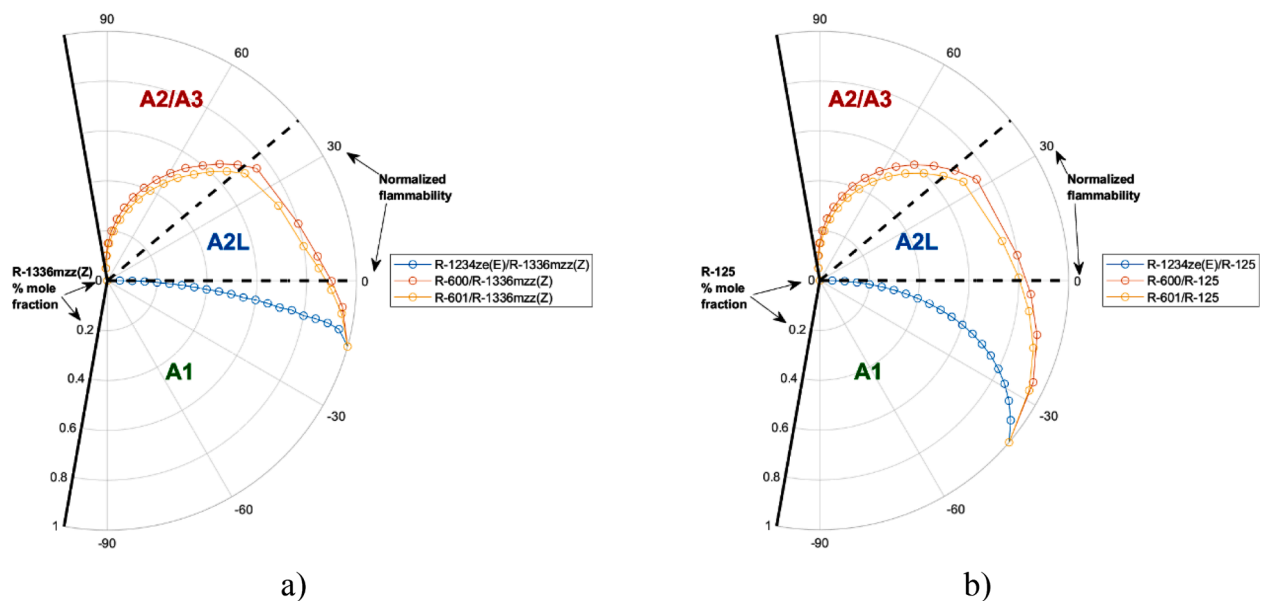 90
60
A2/A3
30
Normalized
flammability
A2L
R-1336mzz(Z)
% mole
fraction
0
0
R-1234ze(E)/R-1336mzz(Z)
R-600/R-1336mzz(Z)
R-601/R-1336mzz(Z)
0.2
A1
0.4
-30
0.6
0.8
-60
1
-90
a)
90
60
A2/A3
30
Normalized
flammability
A2L
R-125
% mole
fraction
0
0
R-1234ze(E)/R-125
R-600/R-125
R-601/R-125
0.2
A1
0.4
-30
0.6
0.8
-60
1
-90
b)